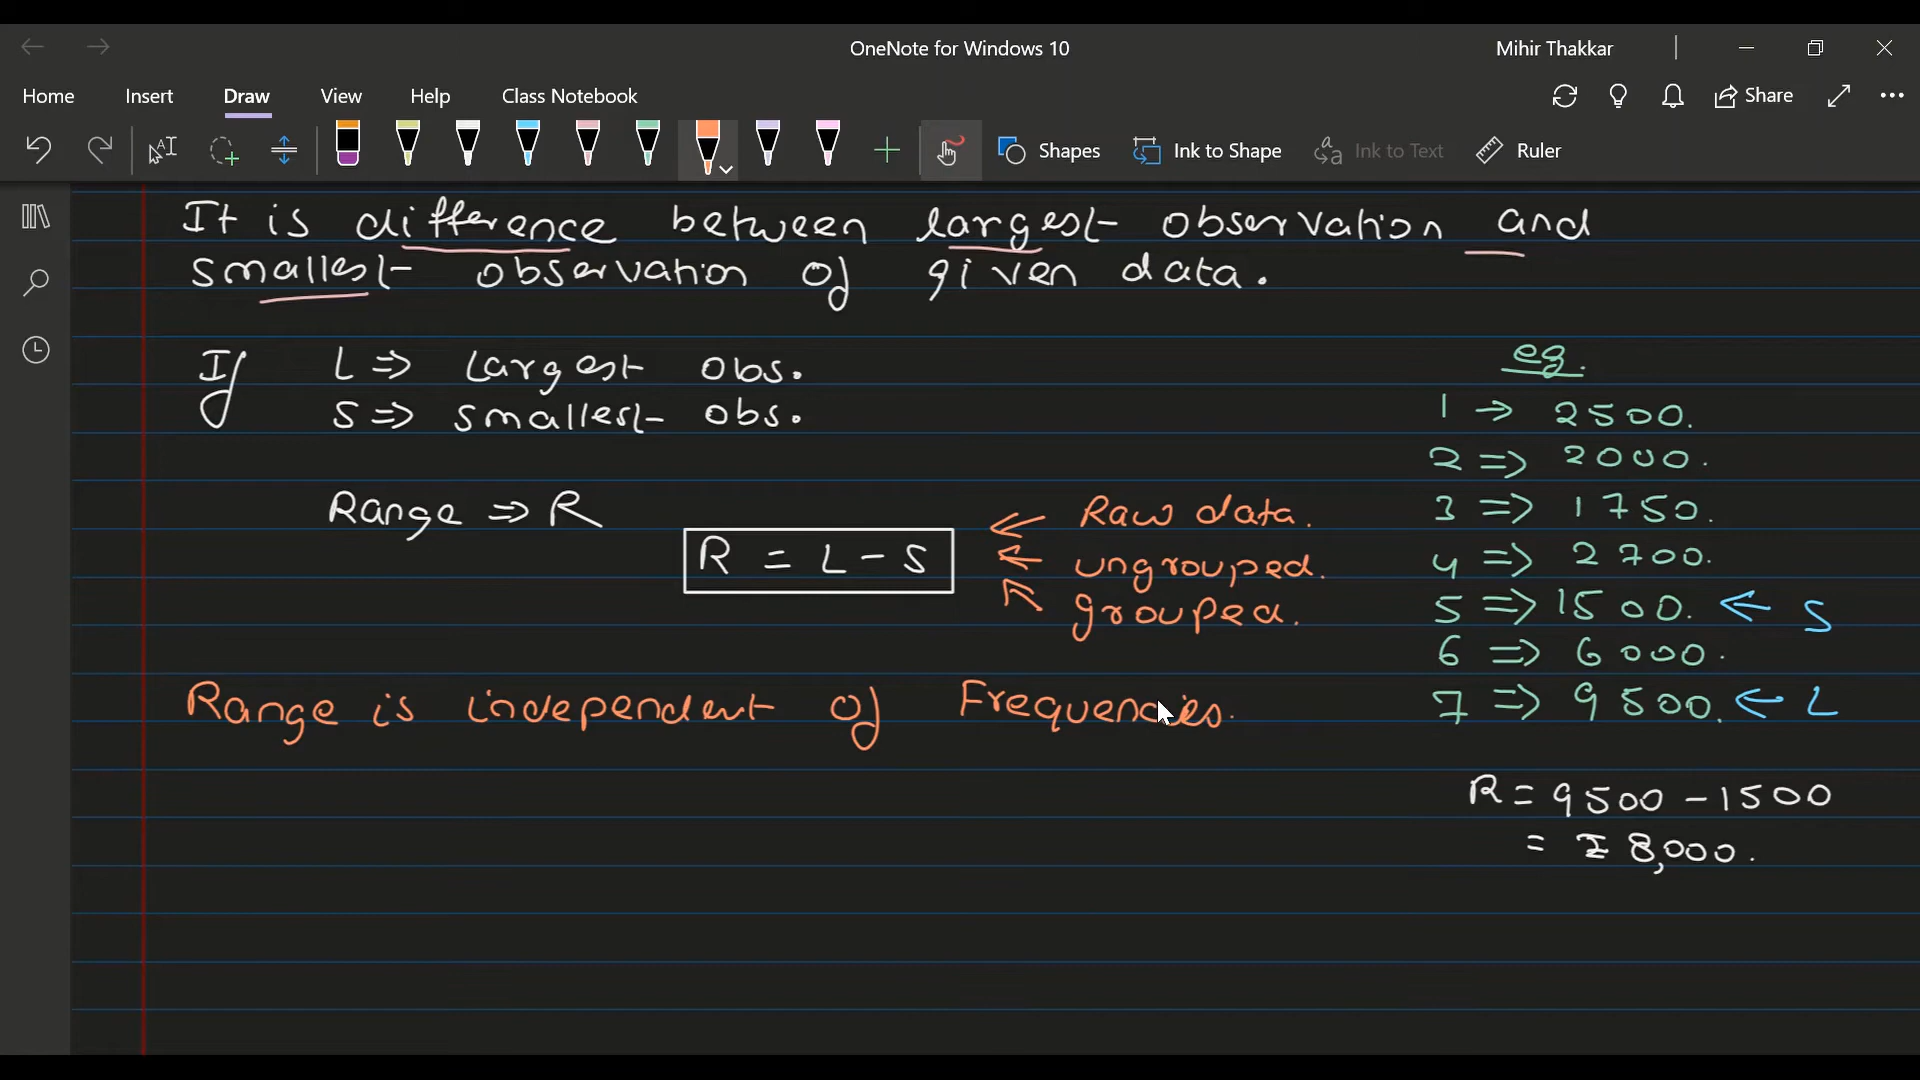 OneNote for Windows 10
Mihir Thakkar
Home Insert Draw View Help Class Notebook
Share
Shapes Ink to Shape Ink to Text Ruler
It is difference between largest observation and
smallest observation of given data.
If L => Largest obs.
S => smallest obs.
Range => R
R = L - S
← Raw data.
← ungrouped.
↖ grouped.
Range is independent of Frequencies.
eg.
1 → 2500.
2 => 2000.
3 => 1750.
4 => 2700.
5 => 1500. ← S
6 => 6000.
7 => 9500. ← L
R = 9500 - 1500
= ₹ 8,000.